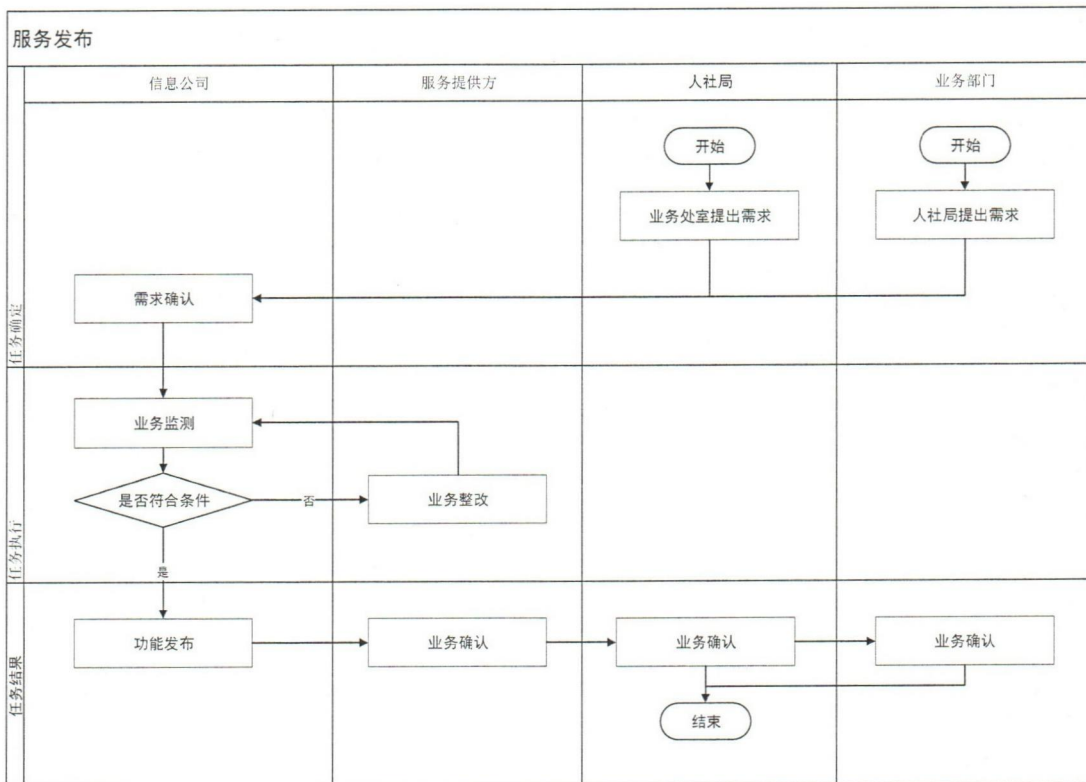 服务发布
信息公司
服务提供方
人社局
业务部门
任务确定
开始
开始
业务处室提出需求
人社局提出需求
需求确认
任务执行
业务监测
是否符合条件
否
业务整改
是
任务结果
功能发布
业务确认
业务确认
业务确认
结束